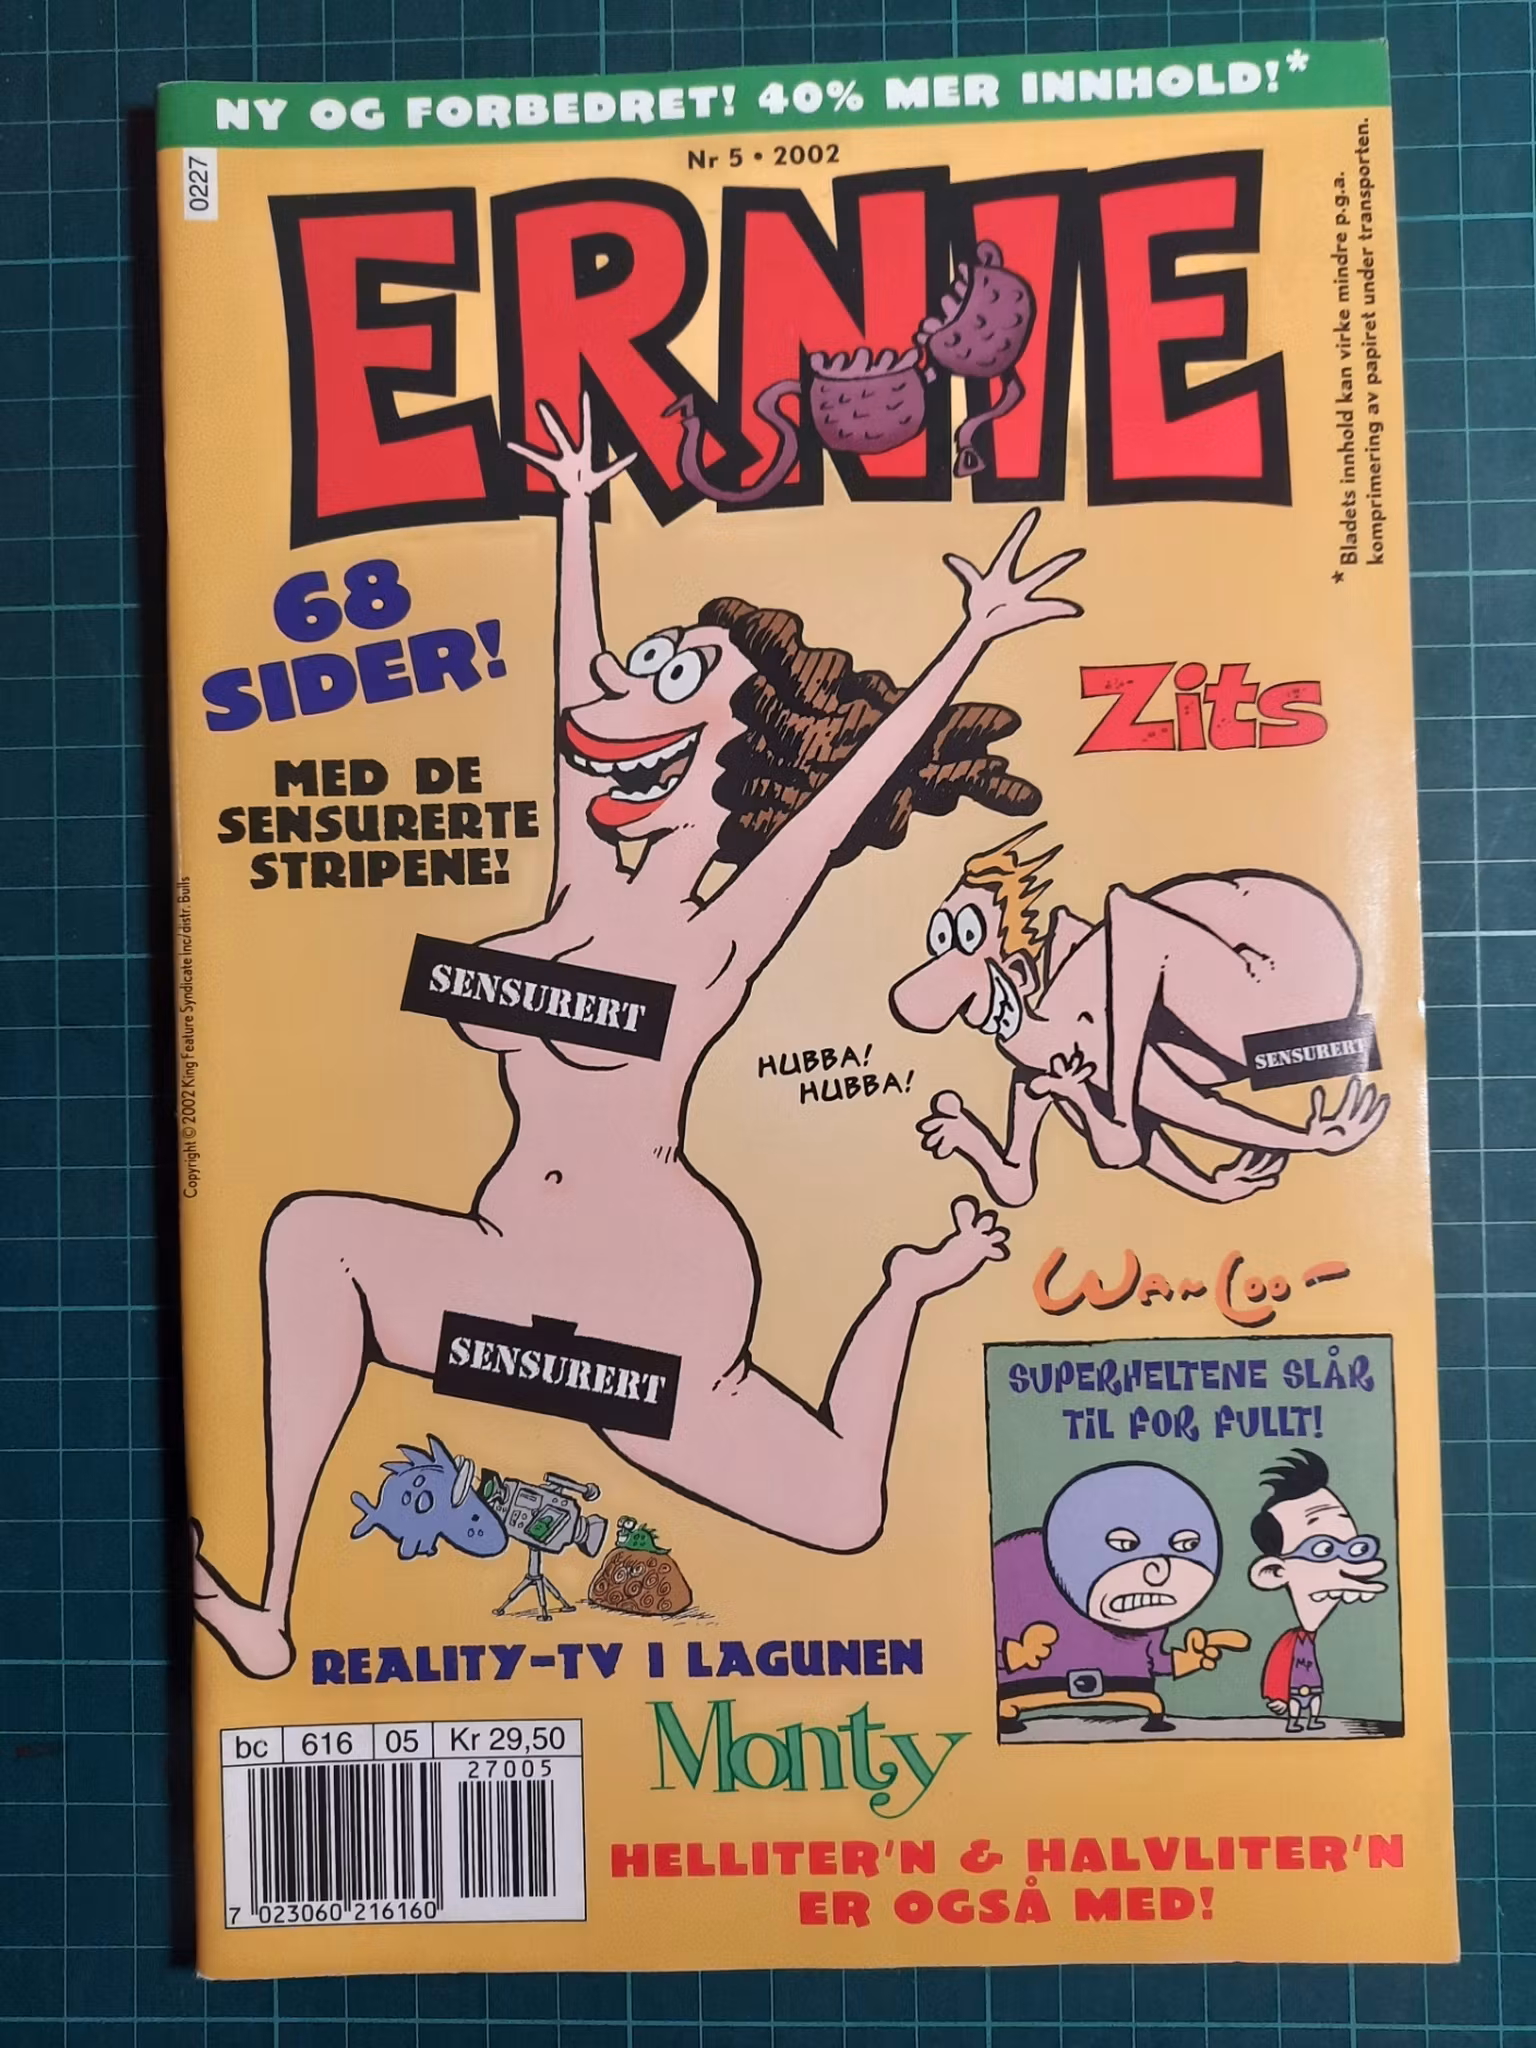 NY OG FORBEDRET! 40% MER INNHOLD!*
Nr 5 • 2002
0227
ERNIE
* Bladets innhold kan virke mindre p.g.a.
komprimering av papiret under transporten.
68
SIDER!
MED DE
SENSURERTE
STRIPENE!
Zits
Copyright © 2002 King Feature Syndicate Inc/distr. Bulls
SENSURERT
HUBBA!
HUBBA!
SENSURERT
SENSURERT
SUPERHELTENE SLÅR
TIL FOR FULLT!
REALITY-TV I LAGUNEN
Monty
HELLITER'N & HALVLITER'N
ER OGSÅ MED!
bc 616 05 Kr 29,50
27005
7 023060 216160